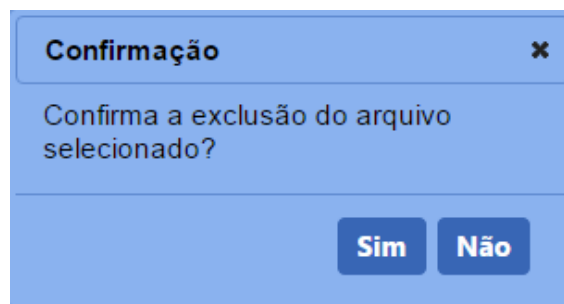 Confirmação
Confirma a exclusão do arquivo
selecionado?
Sim Não